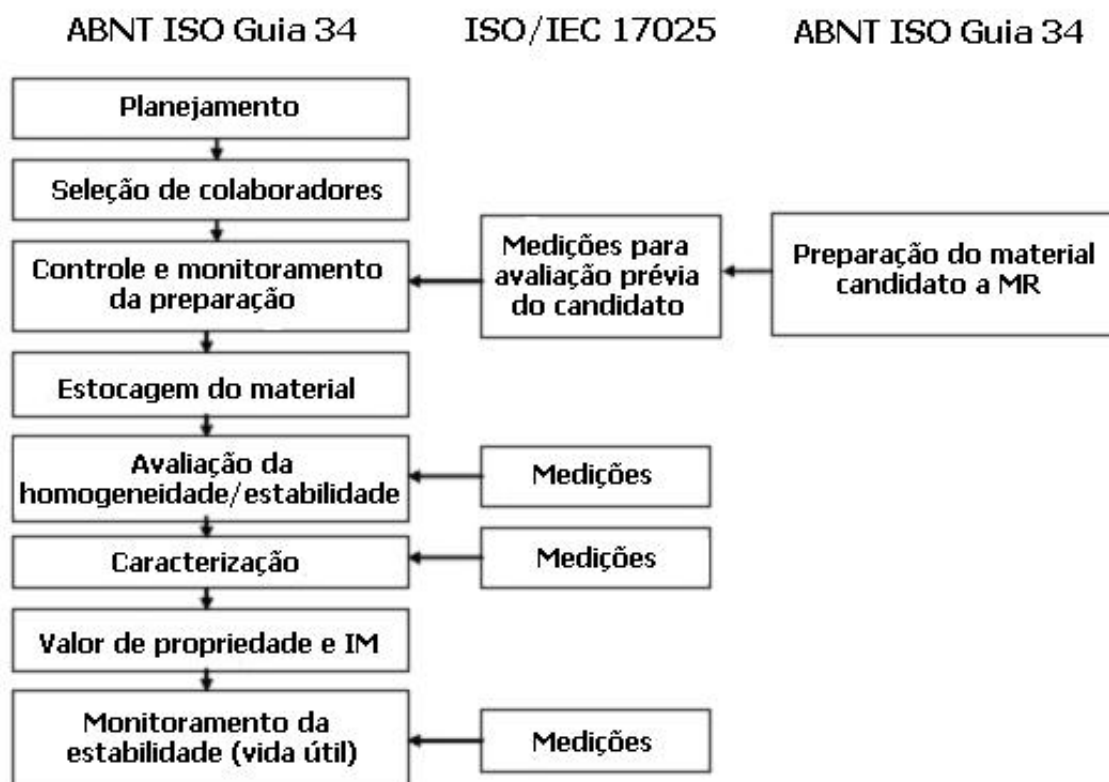 ABNT ISO Guia 34
ISO/IEC 17025
ABNT ISO Guia 34
Planejamento
Seleção de colaboradores
Controle e monitoramento
da preparação
Medições para
avaliação prévia
do candidato
Preparação do material
candidato a MR
Estocagem do material
Avaliação da
homogeneidade/estabilidade
Medições
Caracterização
Medições
Valor de propriedade e IM
Monitoramento da
estabilidade (vida útil)
Medições